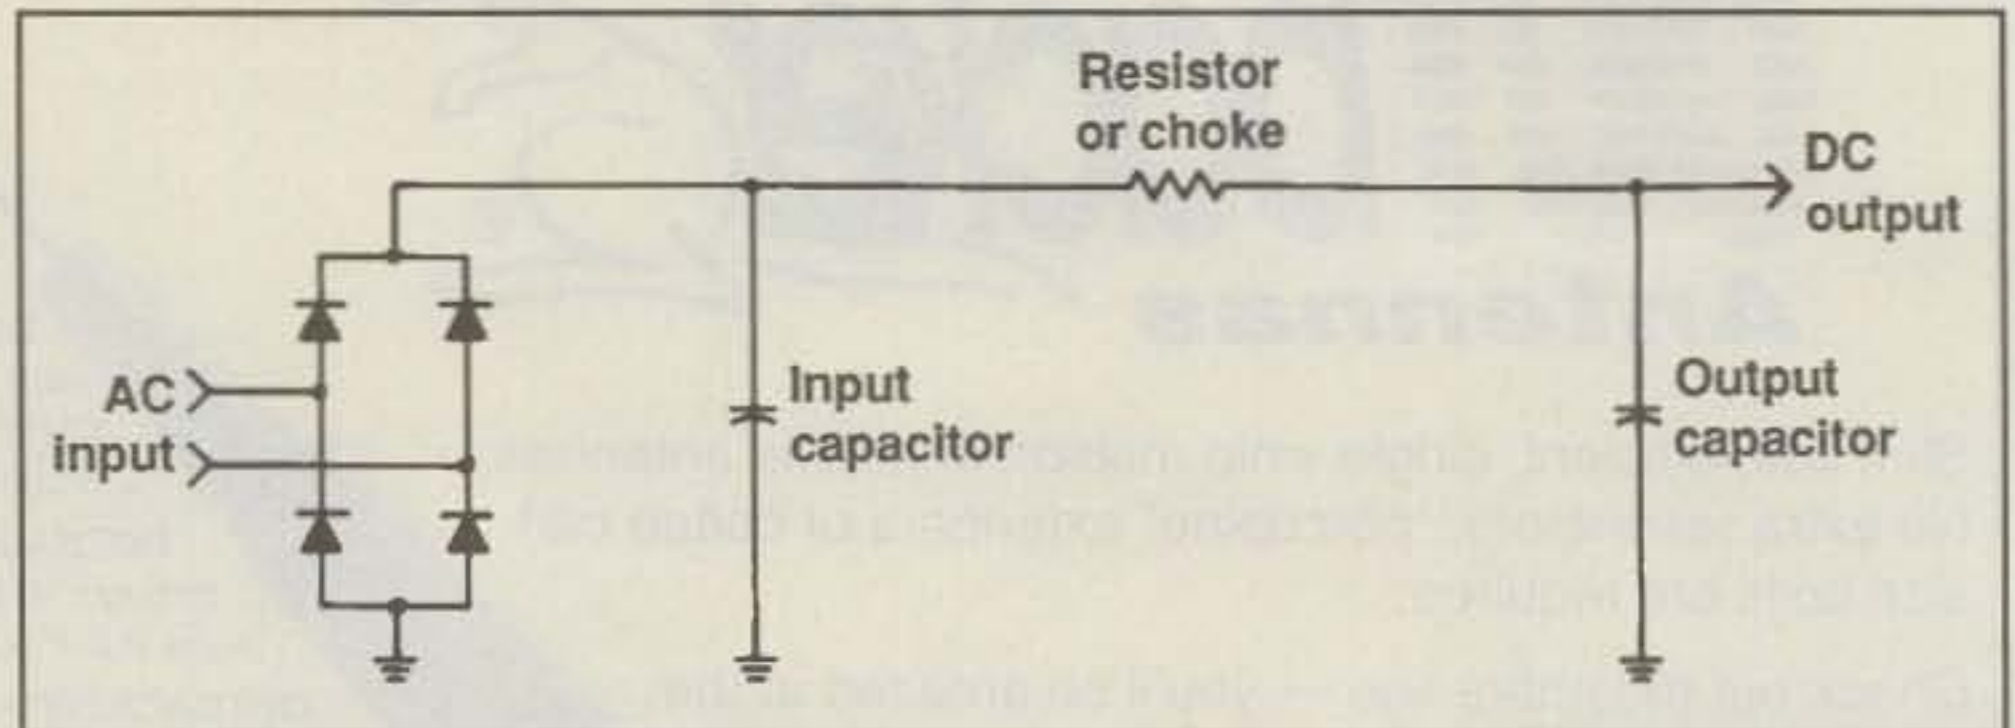 Resistor
or choke
DC
output
AC
input
Input
capacitor
Output
capacitor